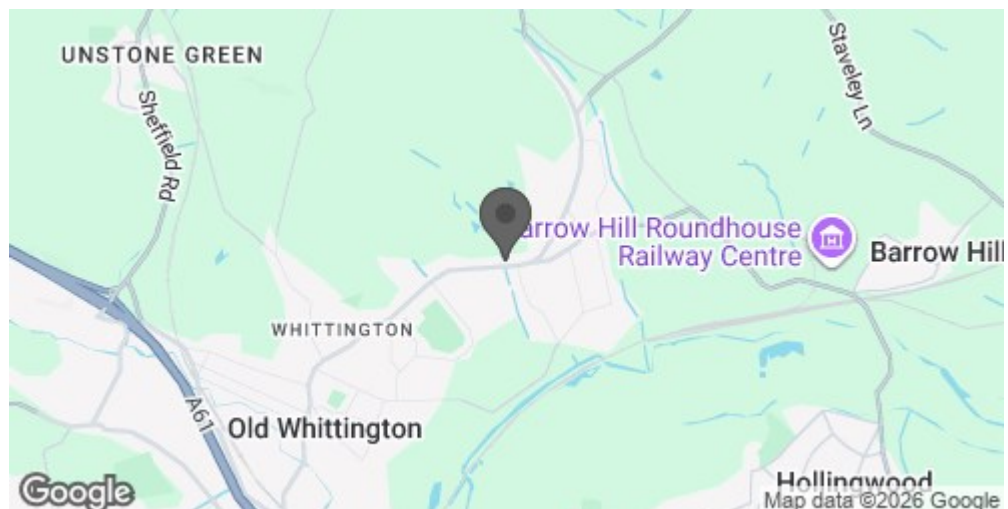 UNSTONE GREEN
Sheffield Rd
Staveley Ln
arrow Hill Roundhouse
Railway Centre
Barrow Hill
WHITTINGTON
A61
Old Whittington
Hollingwood
Google
Map data ©2026 Google